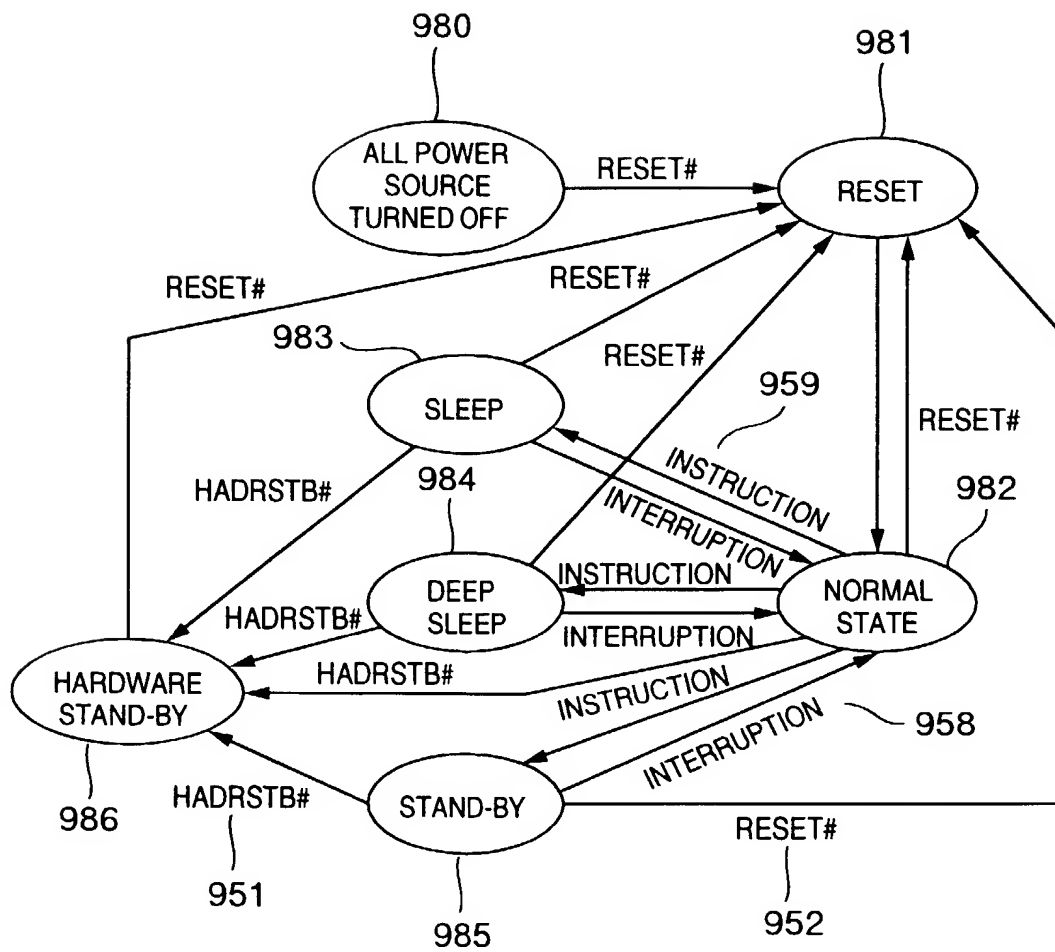 980
981
ALL POWER
SOURCE
TURNED OFF
RESET#
RESET
RESET#
RESET#
983
RESET#
959
SLEEP
RESET#
INSTRUCTION
984
982
HADRSTB#
INTERRUPTION
INSTRUCTION
DEEP
SLEEP
NORMAL
STATE
HADRSTB#
INTERRUPTION
HADRSTB#
HARDWARE
STAND-BY
INSTRUCTION
958
INTERRUPTION
986
HADRSTB#
STAND-BY
RESET#
951
985
952